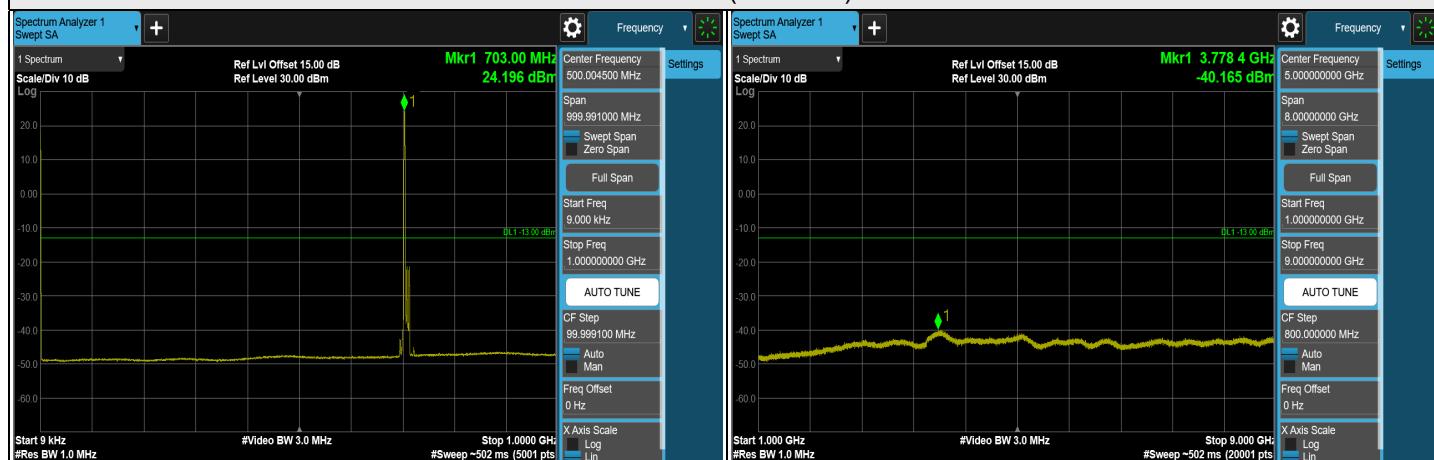 Spectrum Analyzer 1
Swept SA
+
Frequency
1 Spectrum
Scale/Div 10 dB
Log
Ref Lvl Offset 15.00 dB
Ref Level 30.00 dBm
Mkr1 703.00 MHz
24.196 dBm
1
20.0
10.0
0.00
-10.0
-20.0
-30.0
-40.0
-50.0
-60.0
DL1 -13.00 dBm
Start 9 kHz
#Res BW 1.0 MHz
#Video BW 3.0 MHz
Stop 1.0000 GHz
#Sweep ~502 ms (5001 pts
Center Frequency
500.004500 MHz
Settings
Span
999.991000 MHz
Swept Span
Zero Span
Full Span
Start Freq
9.000 kHz
Stop Freq
1.000000000 GHz
AUTO TUNE
CF Step
99.999100 MHz
Auto
Man
Freq Offset
0 Hz
X Axis Scale
Log
Lin
Spectrum Analyzer 1
Swept SA
+
Frequency
1 Spectrum
Scale/Div 10 dB
Log
Ref Lvl Offset 15.00 dB
Ref Level 30.00 dBm
Mkr1 3.778 4 GHz
-40.165 dBm
1
20.0
10.0
0.00
-10.0
-20.0
-30.0
-40.0
-50.0
-60.0
DL1 -13.00 dBm
Start 1.000 GHz
#Res BW 1.0 MHz
#Video BW 3.0 MHz
Stop 9.000 GHz
#Sweep ~502 ms (20001 pts
Center Frequency
5.00000000 GHz
Settings
Span
8.00000000 GHz
Swept Span
Zero Span
Full Span
Start Freq
1.000000000 GHz
Stop Freq
9.000000000 GHz
AUTO TUNE
CF Step
800.000000 MHz
Auto
Man
Freq Offset
0 Hz
X Axis Scale
Log
Lin